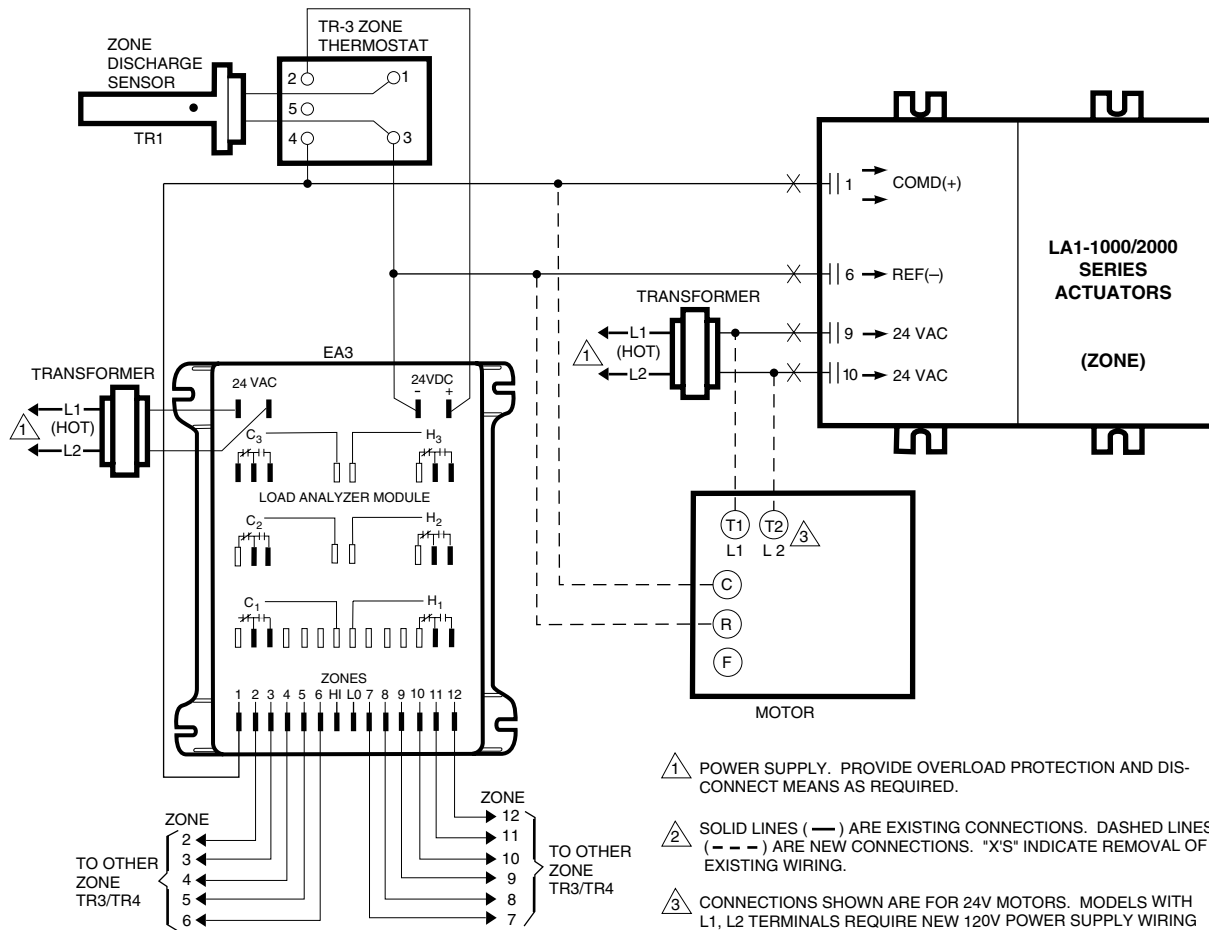 TR-3 ZONE
THERMOSTAT
ZONE
DISCHARGE
SENSOR
TR1
2
1
5
4
3
1
COMD(+)
6
REF(–)
9
24 VAC
10
24 VAC
LA1-1000/2000
SERIES
ACTUATORS
(ZONE)
TRANSFORMER
1
L1
(HOT)
L2
TRANSFORMER
1
L1
(HOT)
L2
EA3
24 VAC
24VDC
- +
C3 H3
LOAD ANALYZER MODULE
C2 H2
C1 H1
ZONES
1 2 3 4 5 6 HI L0 7 8 9 10 11 12
T1 T2
L1 L 2
3
C
R
F
MOTOR
ZONE
2
3
4
5
6
TO OTHER
ZONE
TR3/TR4
ZONE
12
11
10
9
8
7
TO OTHER
ZONE
TR3/TR4
1 POWER SUPPLY. PROVIDE OVERLOAD PROTECTION AND DIS-
CONNECT MEANS AS REQUIRED.
2 SOLID LINES ( — ) ARE EXISTING CONNECTIONS. DASHED LINES
( – – – ) ARE NEW CONNECTIONS. "X'S" INDICATE REMOVAL OF
EXISTING WIRING.
3 CONNECTIONS SHOWN ARE FOR 24V MOTORS. MODELS WITH
L1, L2 TERMINALS REQUIRE NEW 120V POWER SUPPLY WIRING